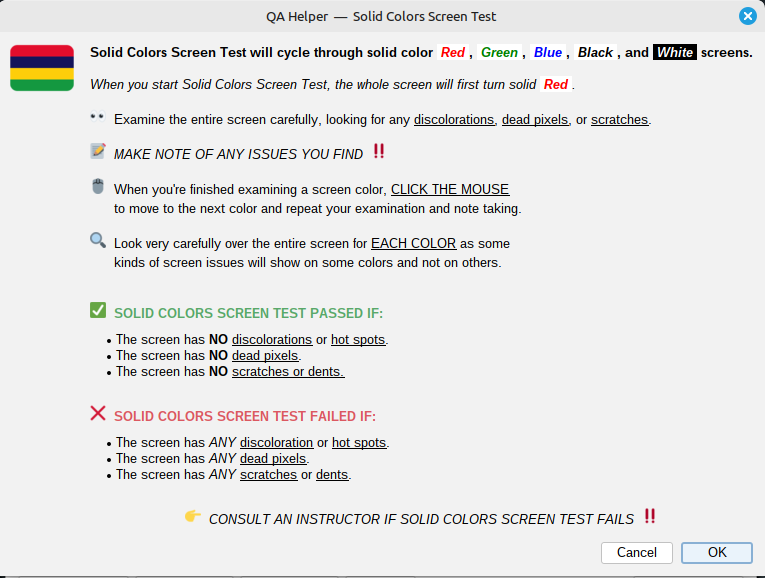 QA Helper — Solid Colors Screen Test
Solid Colors Screen Test will cycle through solid color Red , Green , Blue , Black , and White screens.
When you start Solid Colors Screen Test, the whole screen will first turn solid Red .
Examine the entire screen carefully, looking for any discolorations, dead pixels, or scratches.
MAKE NOTE OF ANY ISSUES YOU FIND ‼
When you're finished examining a screen color, CLICK THE MOUSE
to move to the next color and repeat your examination and note taking.
Look very carefully over the entire screen for EACH COLOR as some
kinds of screen issues will show on some colors and not on others.
SOLID COLORS SCREEN TEST PASSED IF:
• The screen has NO discolorations or hot spots.
• The screen has NO dead pixels.
• The screen has NO scratches or dents.
SOLID COLORS SCREEN TEST FAILED IF:
• The screen has ANY discoloration or hot spots.
• The screen has ANY dead pixels.
• The screen has ANY scratches or dents.
CONSULT AN INSTRUCTOR IF SOLID COLORS SCREEN TEST FAILS ‼
Cancel OK